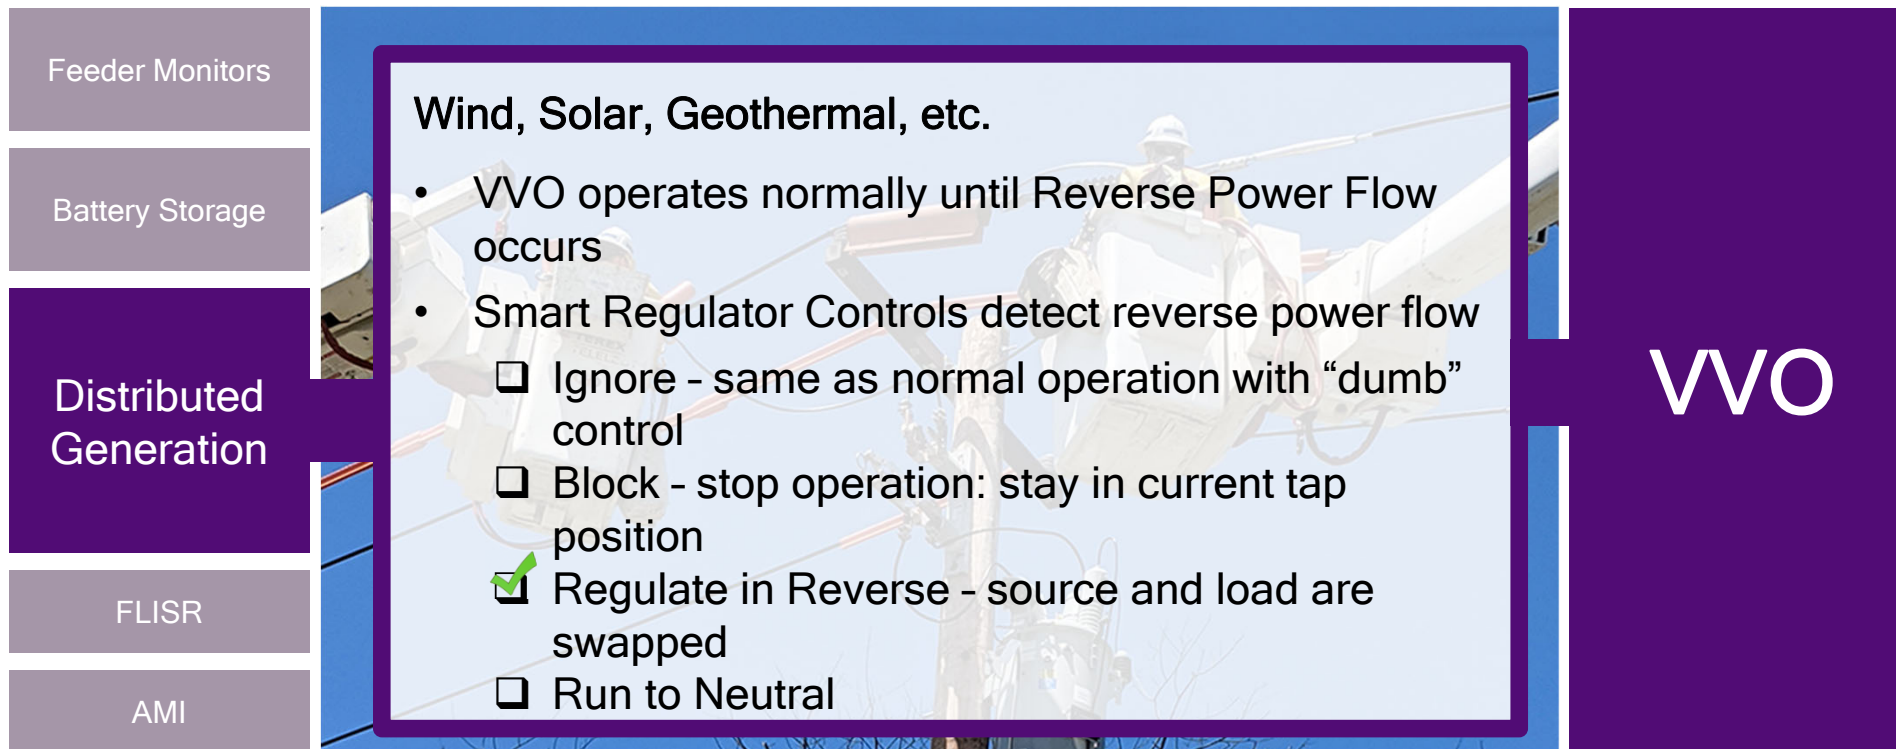 Feeder Monitors
Battery Storage
Distributed
Generation
FLISR
AMI
Wind, Solar, Geothermal, etc.
• VVO operates normally until Reverse Power Flow
occurs
• Smart Regulator Controls detect reverse power flow
❑ Ignore – same as normal operation with “dumb”
control
❑ Block – stop operation: stay in current tap
position
❑ Regulate in Reverse – source and load are
swapped
❑ Run to Neutral
VVO